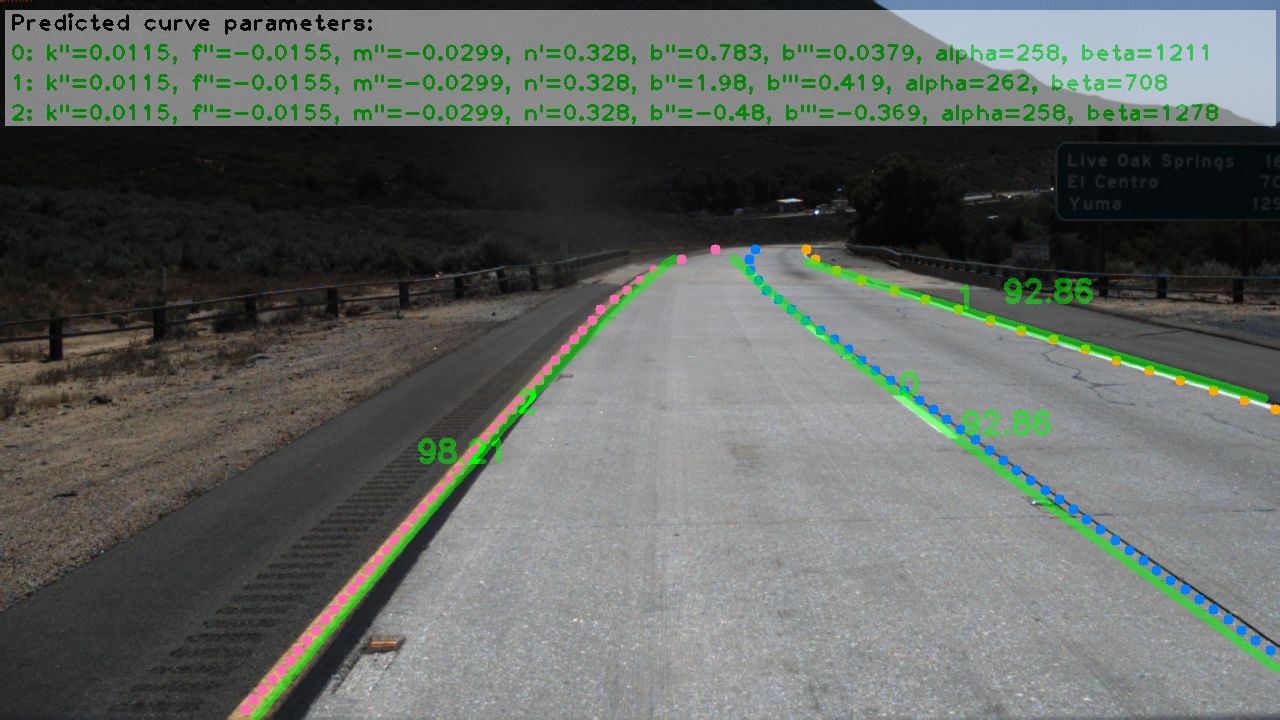 Predicted curve parameters:
0: k''=0.0115, f''=-0.0155, m''=-0.0299, n'=0.328, b''=0.783, b'''=0.0379, alpha=258, beta=1211
1: k''=0.0115, f''=-0.0155, m''=-0.0299, n'=0.328, b''=1.98, b'''=0.419, alpha=262, beta=708
2: k''=0.0115, f''=-0.0155, m''=-0.0299, n'=0.328, b''=-0.48, b'''=-0.369, alpha=258, beta=1278
Live Oak Springs
El Centro
Yuma
1 92.86
0
92.86
2
98.21